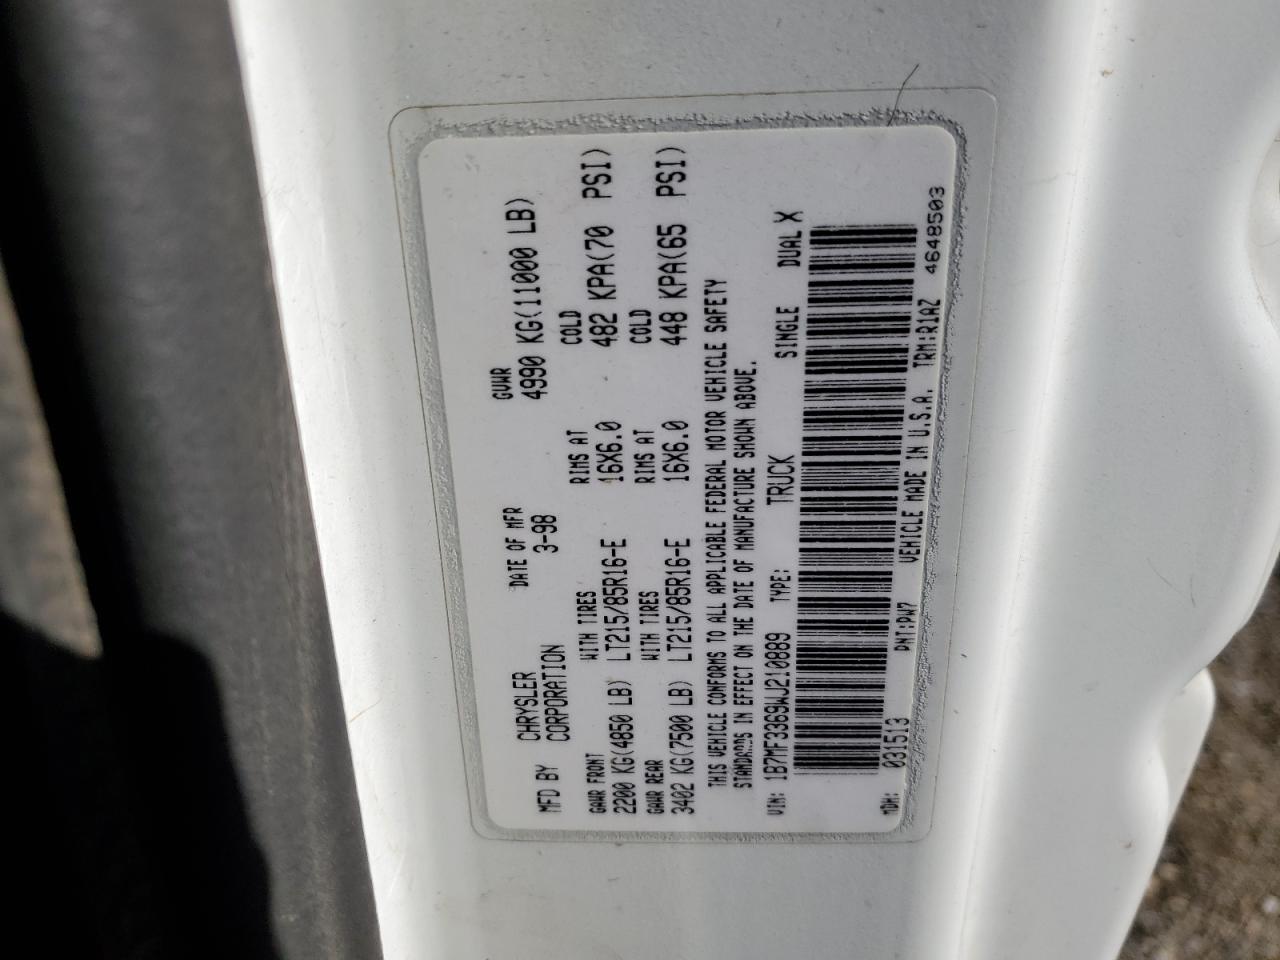 MFD BY CHRYSLER CORPORATION DATE OF MFR 3-98 GVWR 4990 KG(11000 LB)
GAWR FRONT WITH TIRES RIMS AT COLD
2200 KG(4850 LB) LT215/85R16-E 16X6.0 482 KPA(70 PSI)
GAWR REAR WITH TIRES RIMS AT COLD
3402 KG(7500 LB) LT215/85R16-E 16X6.0 448 KPA(65 PSI)
THIS VEHICLE CONFORMS TO ALL APPLICABLE FEDERAL MOTOR VEHICLE SAFETY
STANDARDS IN EFFECT ON THE DATE OF MANUFACTURE SHOWN ABOVE.
VIN: 1B7MF3369WJ210889 TYPE: TRUCK SINGLE DUAL X
MDH: 031513 PNT:PW7 VEHICLE MADE IN U.S.A. TRM:R1AZ 4648503